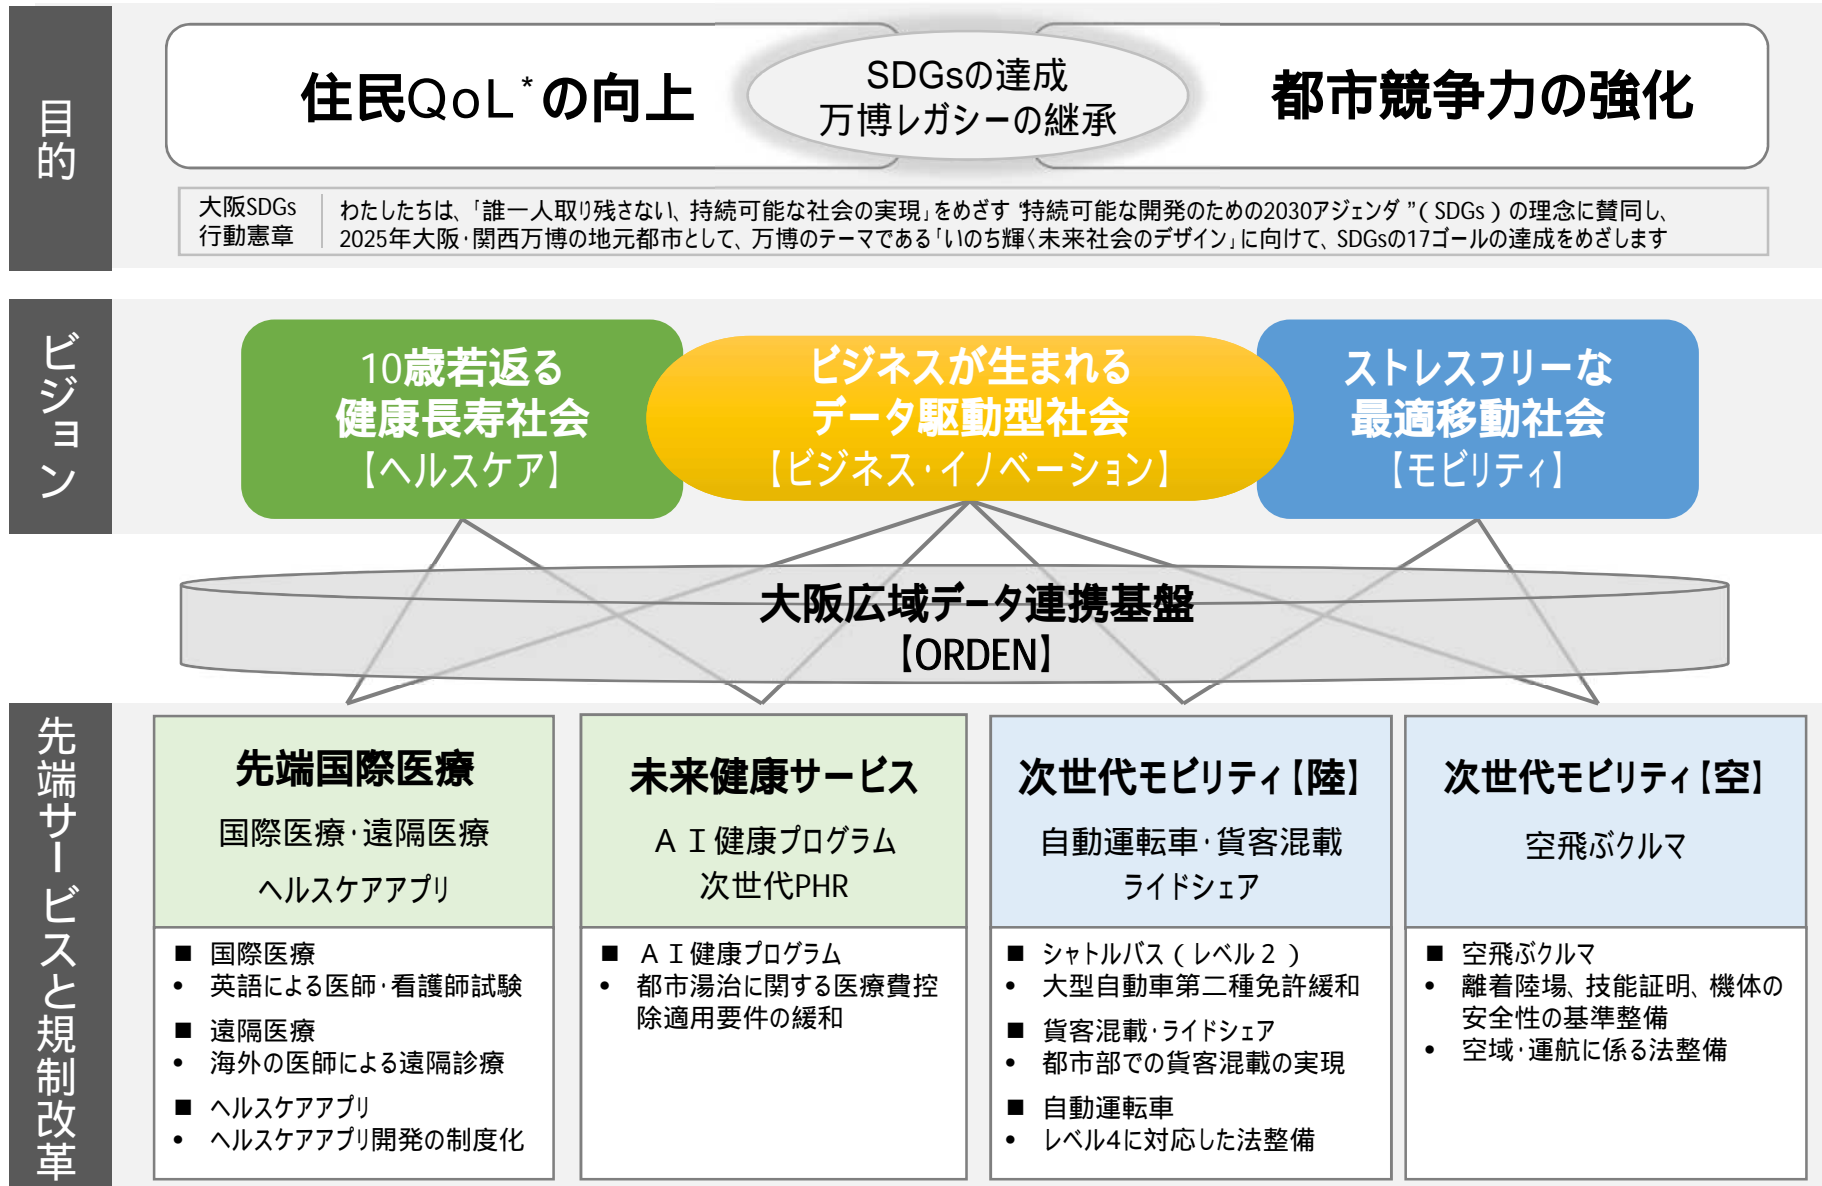 目的
住民QoL*の向上
SDGsの達成
万博レガシーの継承
都市競争力の強化
大阪SDGs
行動憲章
わたしたちは、「誰一人取り残さない、持続可能な社会の実現」をめざす“持続可能な開発のための2030アジェンダ”(SDGs)の理念に賛同し、
2025年大阪・関西万博の地元都市として、万博のテーマである「いのち輝く未来社会のデザイン」に向けて、SDGsの17ゴールの達成をめざします
ビジョン
10歳若返る
健康長寿社会
【ヘルスケア】
ビジネスが生まれる
データ駆動型社会
【ビジネス・イノベーション】
ストレスフリーな
最適移動社会
【モビリティ】
大阪広域データ連携基盤
【ORDEN】
先端サービスと規制改革
先端国際医療
国際医療・遠隔医療
ヘルスケアアプリ
■ 国際医療
• 英語による医師・看護師試験
■ 遠隔医療
• 海外の医師による遠隔診療
■ ヘルスケアアプリ
• ヘルスケアアプリ開発の制度化
未来健康サービス
ＡＩ健康プログラム
次世代PHR
■ ＡＩ健康プログラム
• 都市湯治に関する医療費控
除適用要件の緩和
次世代モビリティ【陸】
自動運転車・貨客混載
ライドシェア
■ シャトルバス(レベル２)
• 大型自動車第二種免許緩和
■ 貨客混載・ライドシェア
• 都市部での貨客混載の実現
■ 自動運転車
• レベル4に対応した法整備
次世代モビリティ【空】
空飛ぶクルマ
■ 空飛ぶクルマ
• 離着陸場、技能証明、機体の
安全性の基準整備
• 空域・運航に係る法整備